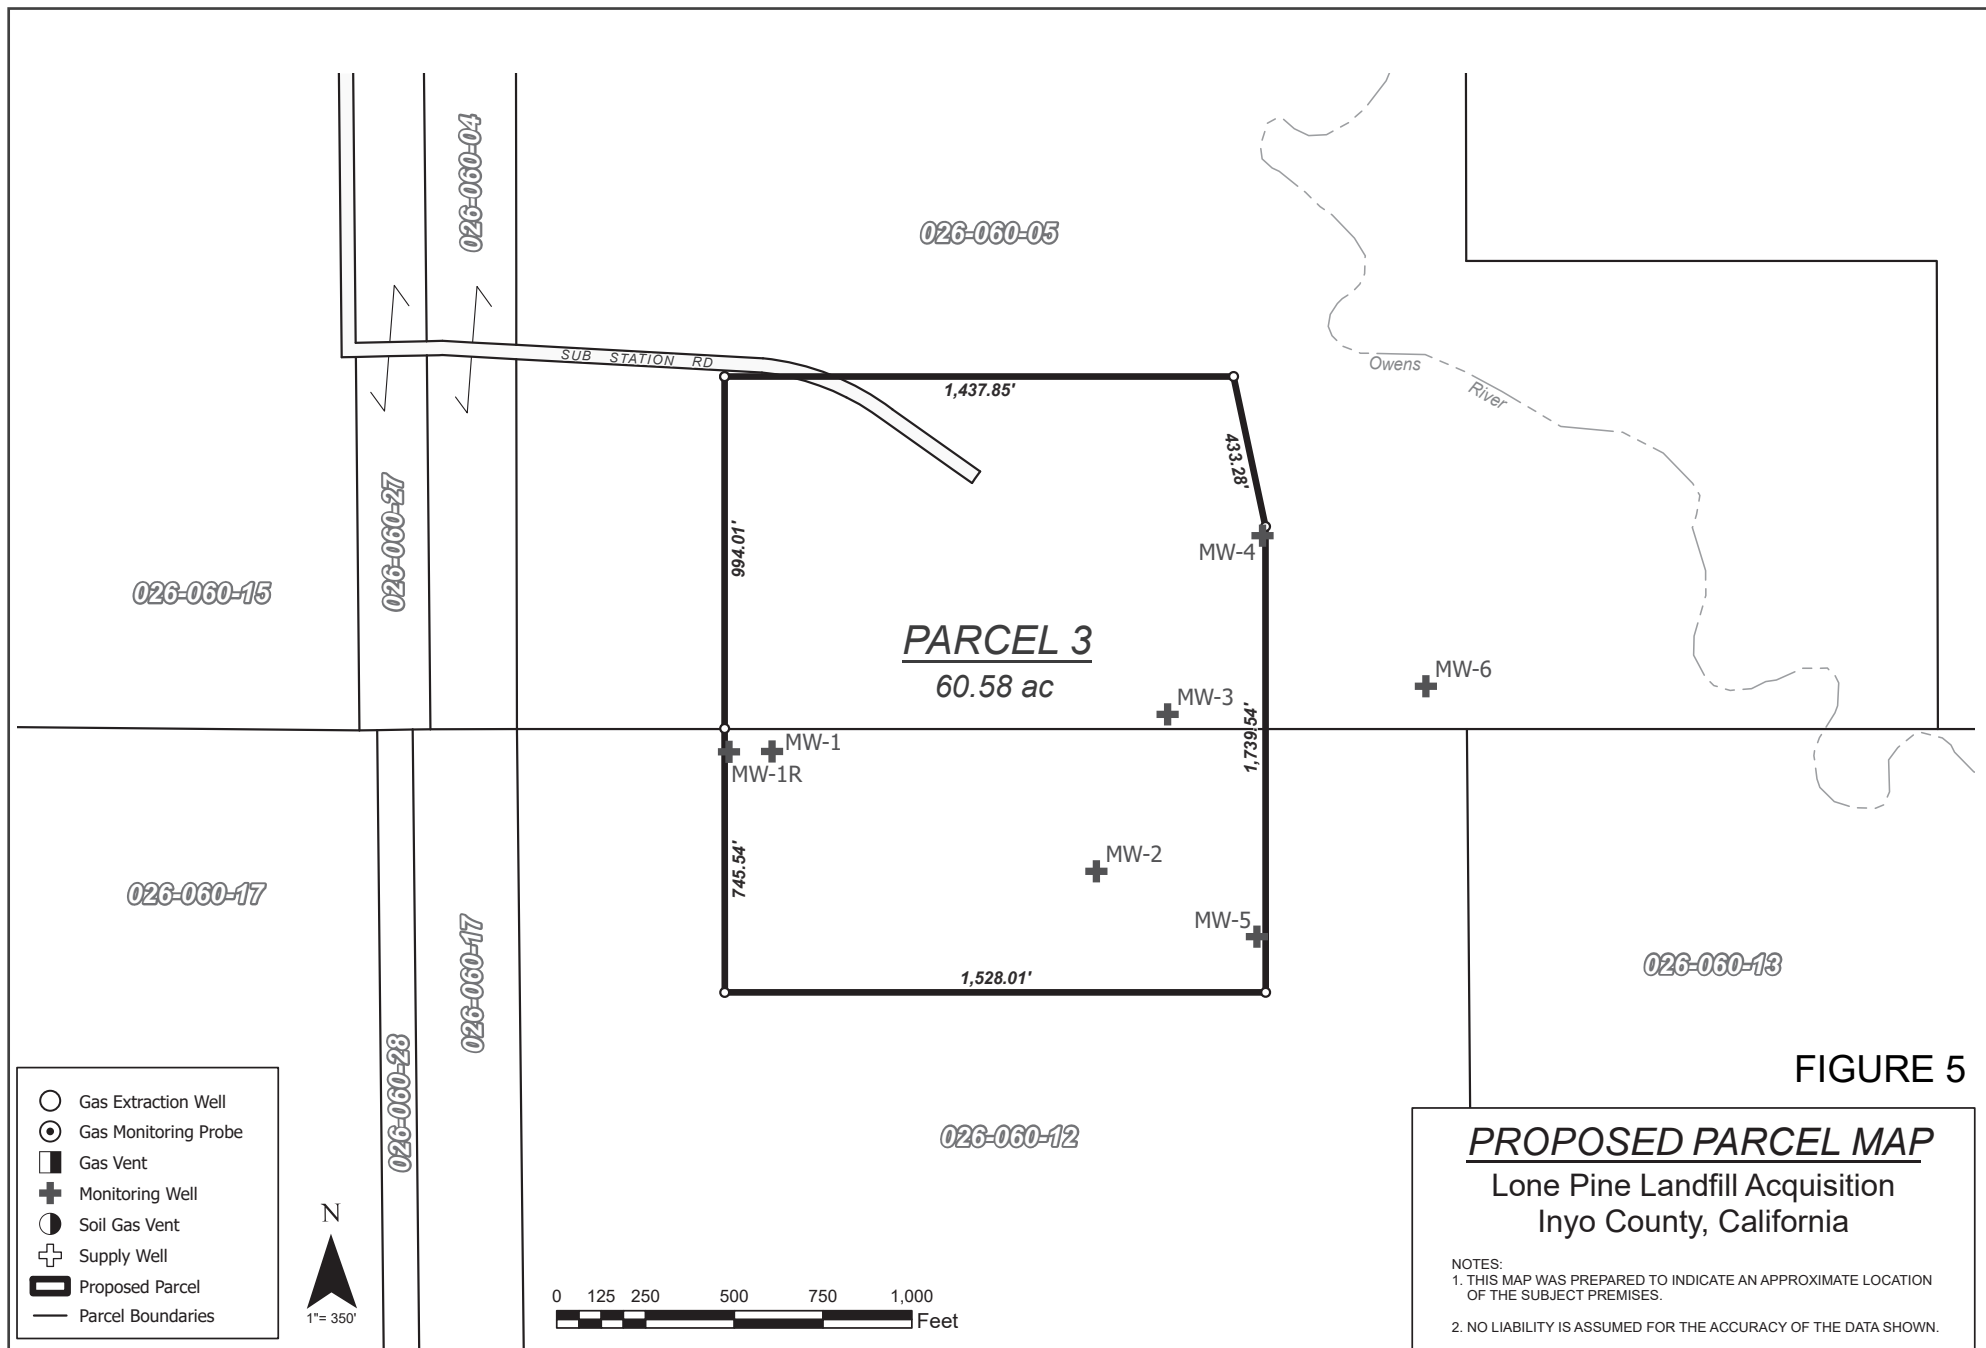 026-060-04
026-060-05
SUB STATION RD
1,437.85'
Owens
River
433.28'
026-060-27
994.01'
MW-4
026-060-15
PARCEL 3
60.58 ac
MW-6
MW-3
1,739.54'
MW-1
MW-1R
745.54'
MW-2
026-060-17
026-060-17
MW-5
1,528.01'
026-060-13
026-060-28
026-060-12
FIGURE 5
Gas Extraction Well
Gas Monitoring Probe
Gas Vent
Monitoring Well
Soil Gas Vent
Supply Well
Proposed Parcel
Parcel Boundaries
N
1"= 350'
0 125 250 500 750 1,000
Feet
PROPOSED PARCEL MAP
Lone Pine Landfill Acquisition
Inyo County, California
NOTES:
1. THIS MAP WAS PREPARED TO INDICATE AN APPROXIMATE LOCATION
OF THE SUBJECT PREMISES.
2. NO LIABILITY IS ASSUMED FOR THE ACCURACY OF THE DATA SHOWN.